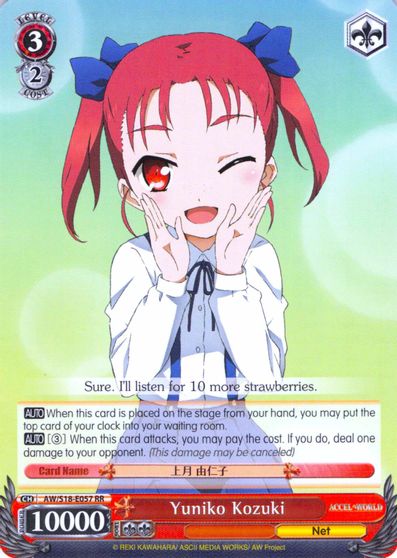 LEVEL
3
2
COST
Sure. I'll listen for 10 more strawberries.
AUTO When this card is placed on the stage from your hand, you may put the
top card of your clock into your waiting room.
AUTO [③] When this card attacks, you may pay the cost. If you do, deal one
damage to your opponent. (This damage may be canceled)
Card Name 上月 由仁子
CH AW/S18-E057 RR
Yuniko Kozuki
ACCEL WORLD
POWER 10000
SOUL
Net
© REKI KAWAHARA/ ASCII MEDIA WORKS/ AW Project